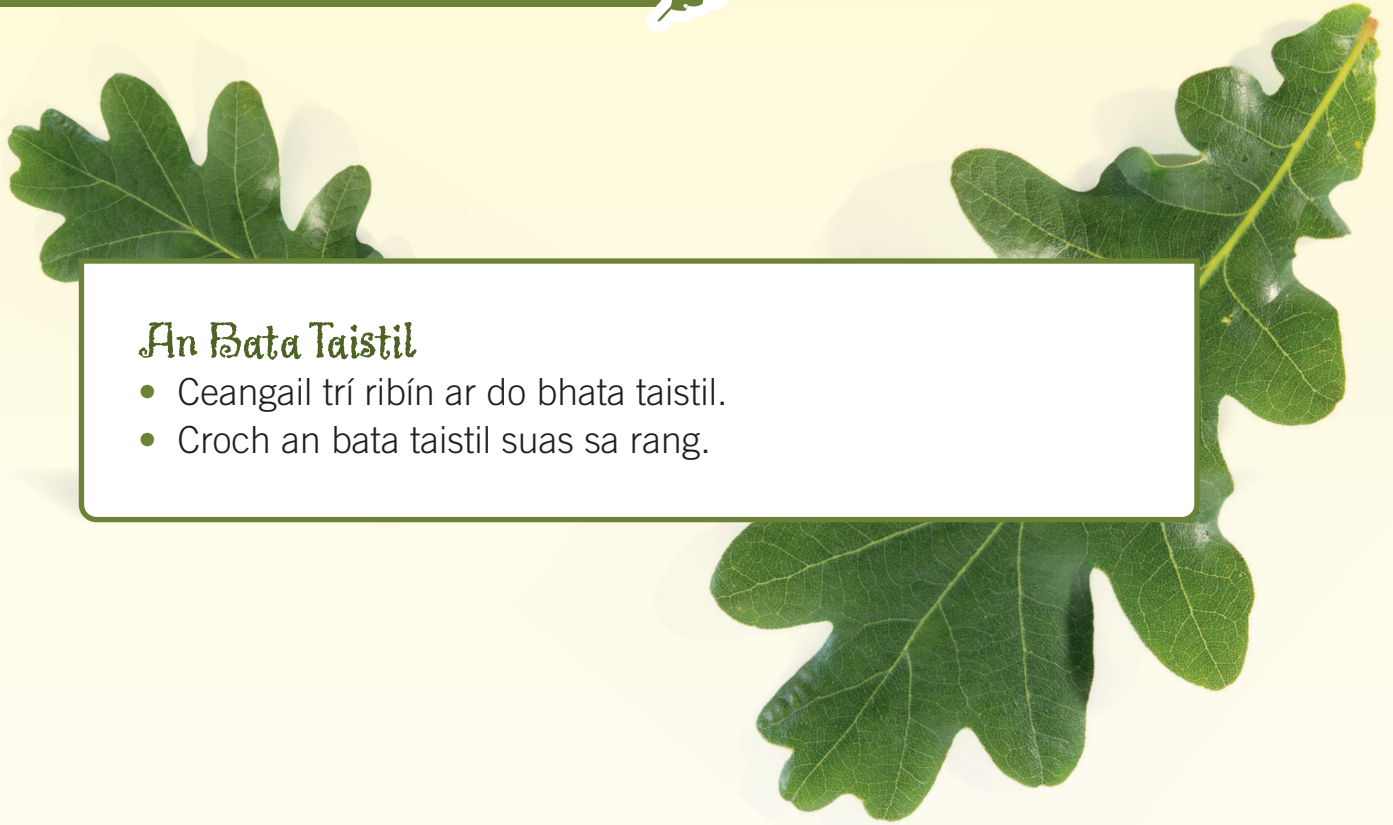 An Bata Taistil
• Ceangail trí ribín ar do bhata taistil.
• Croch an bata taistil suas sa rang.